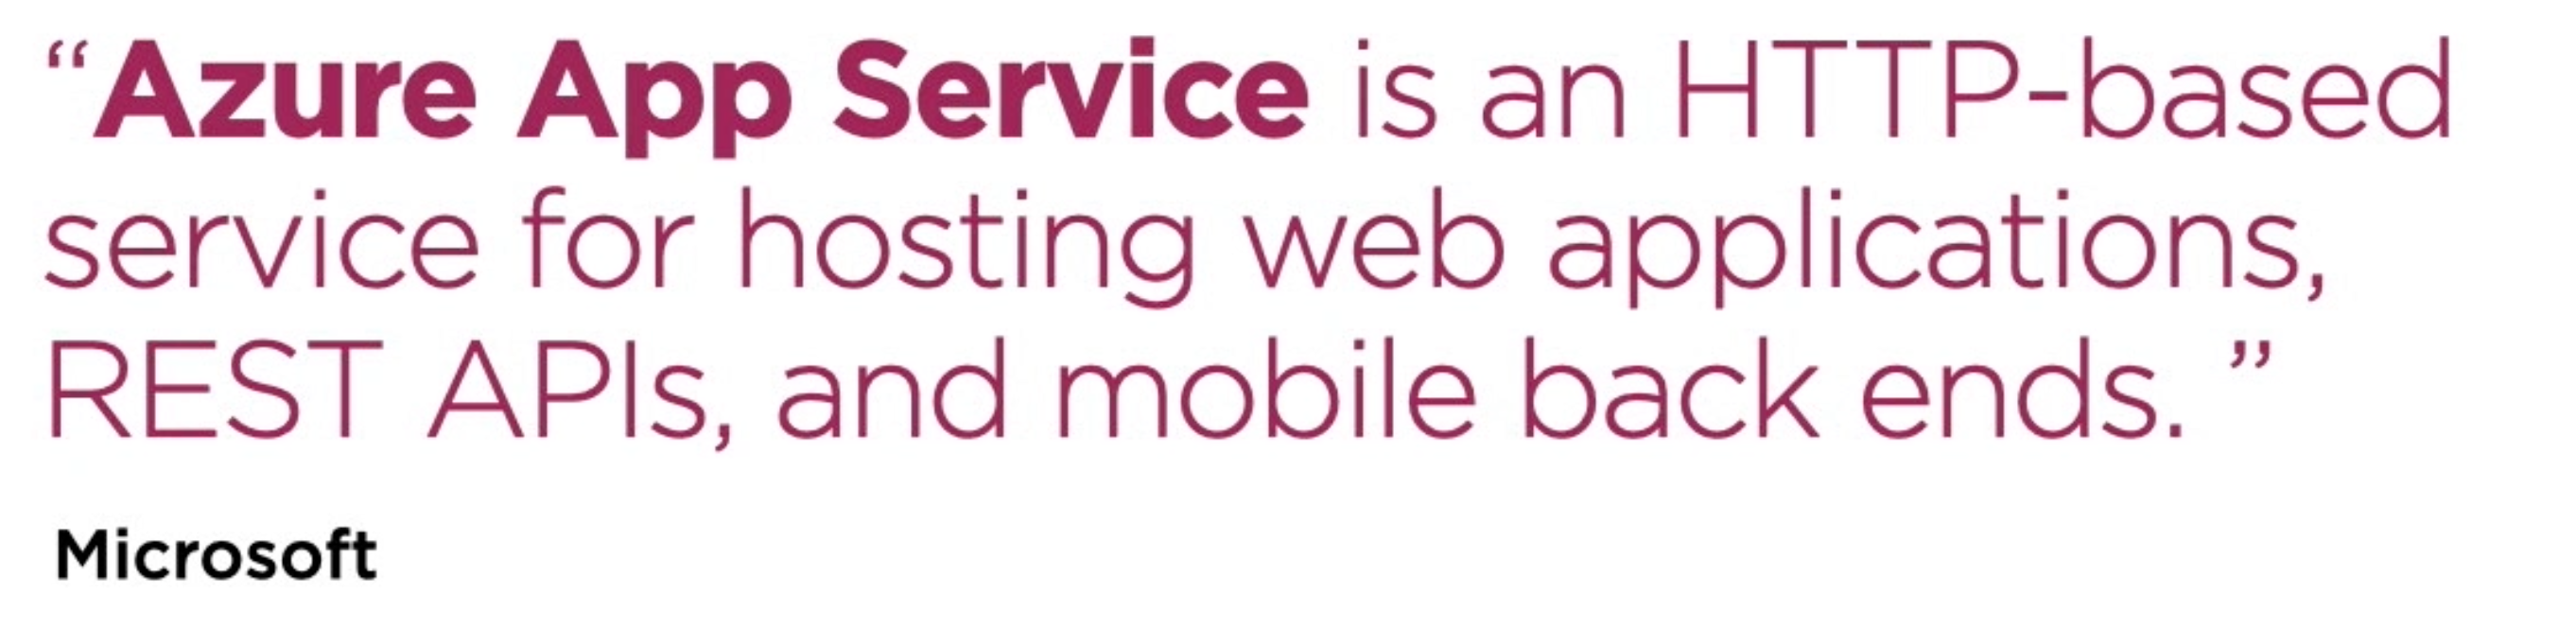 “Azure App Service is an HTTP-based
service for hosting web applications,
REST APIs, and mobile back ends. ”
Microsoft